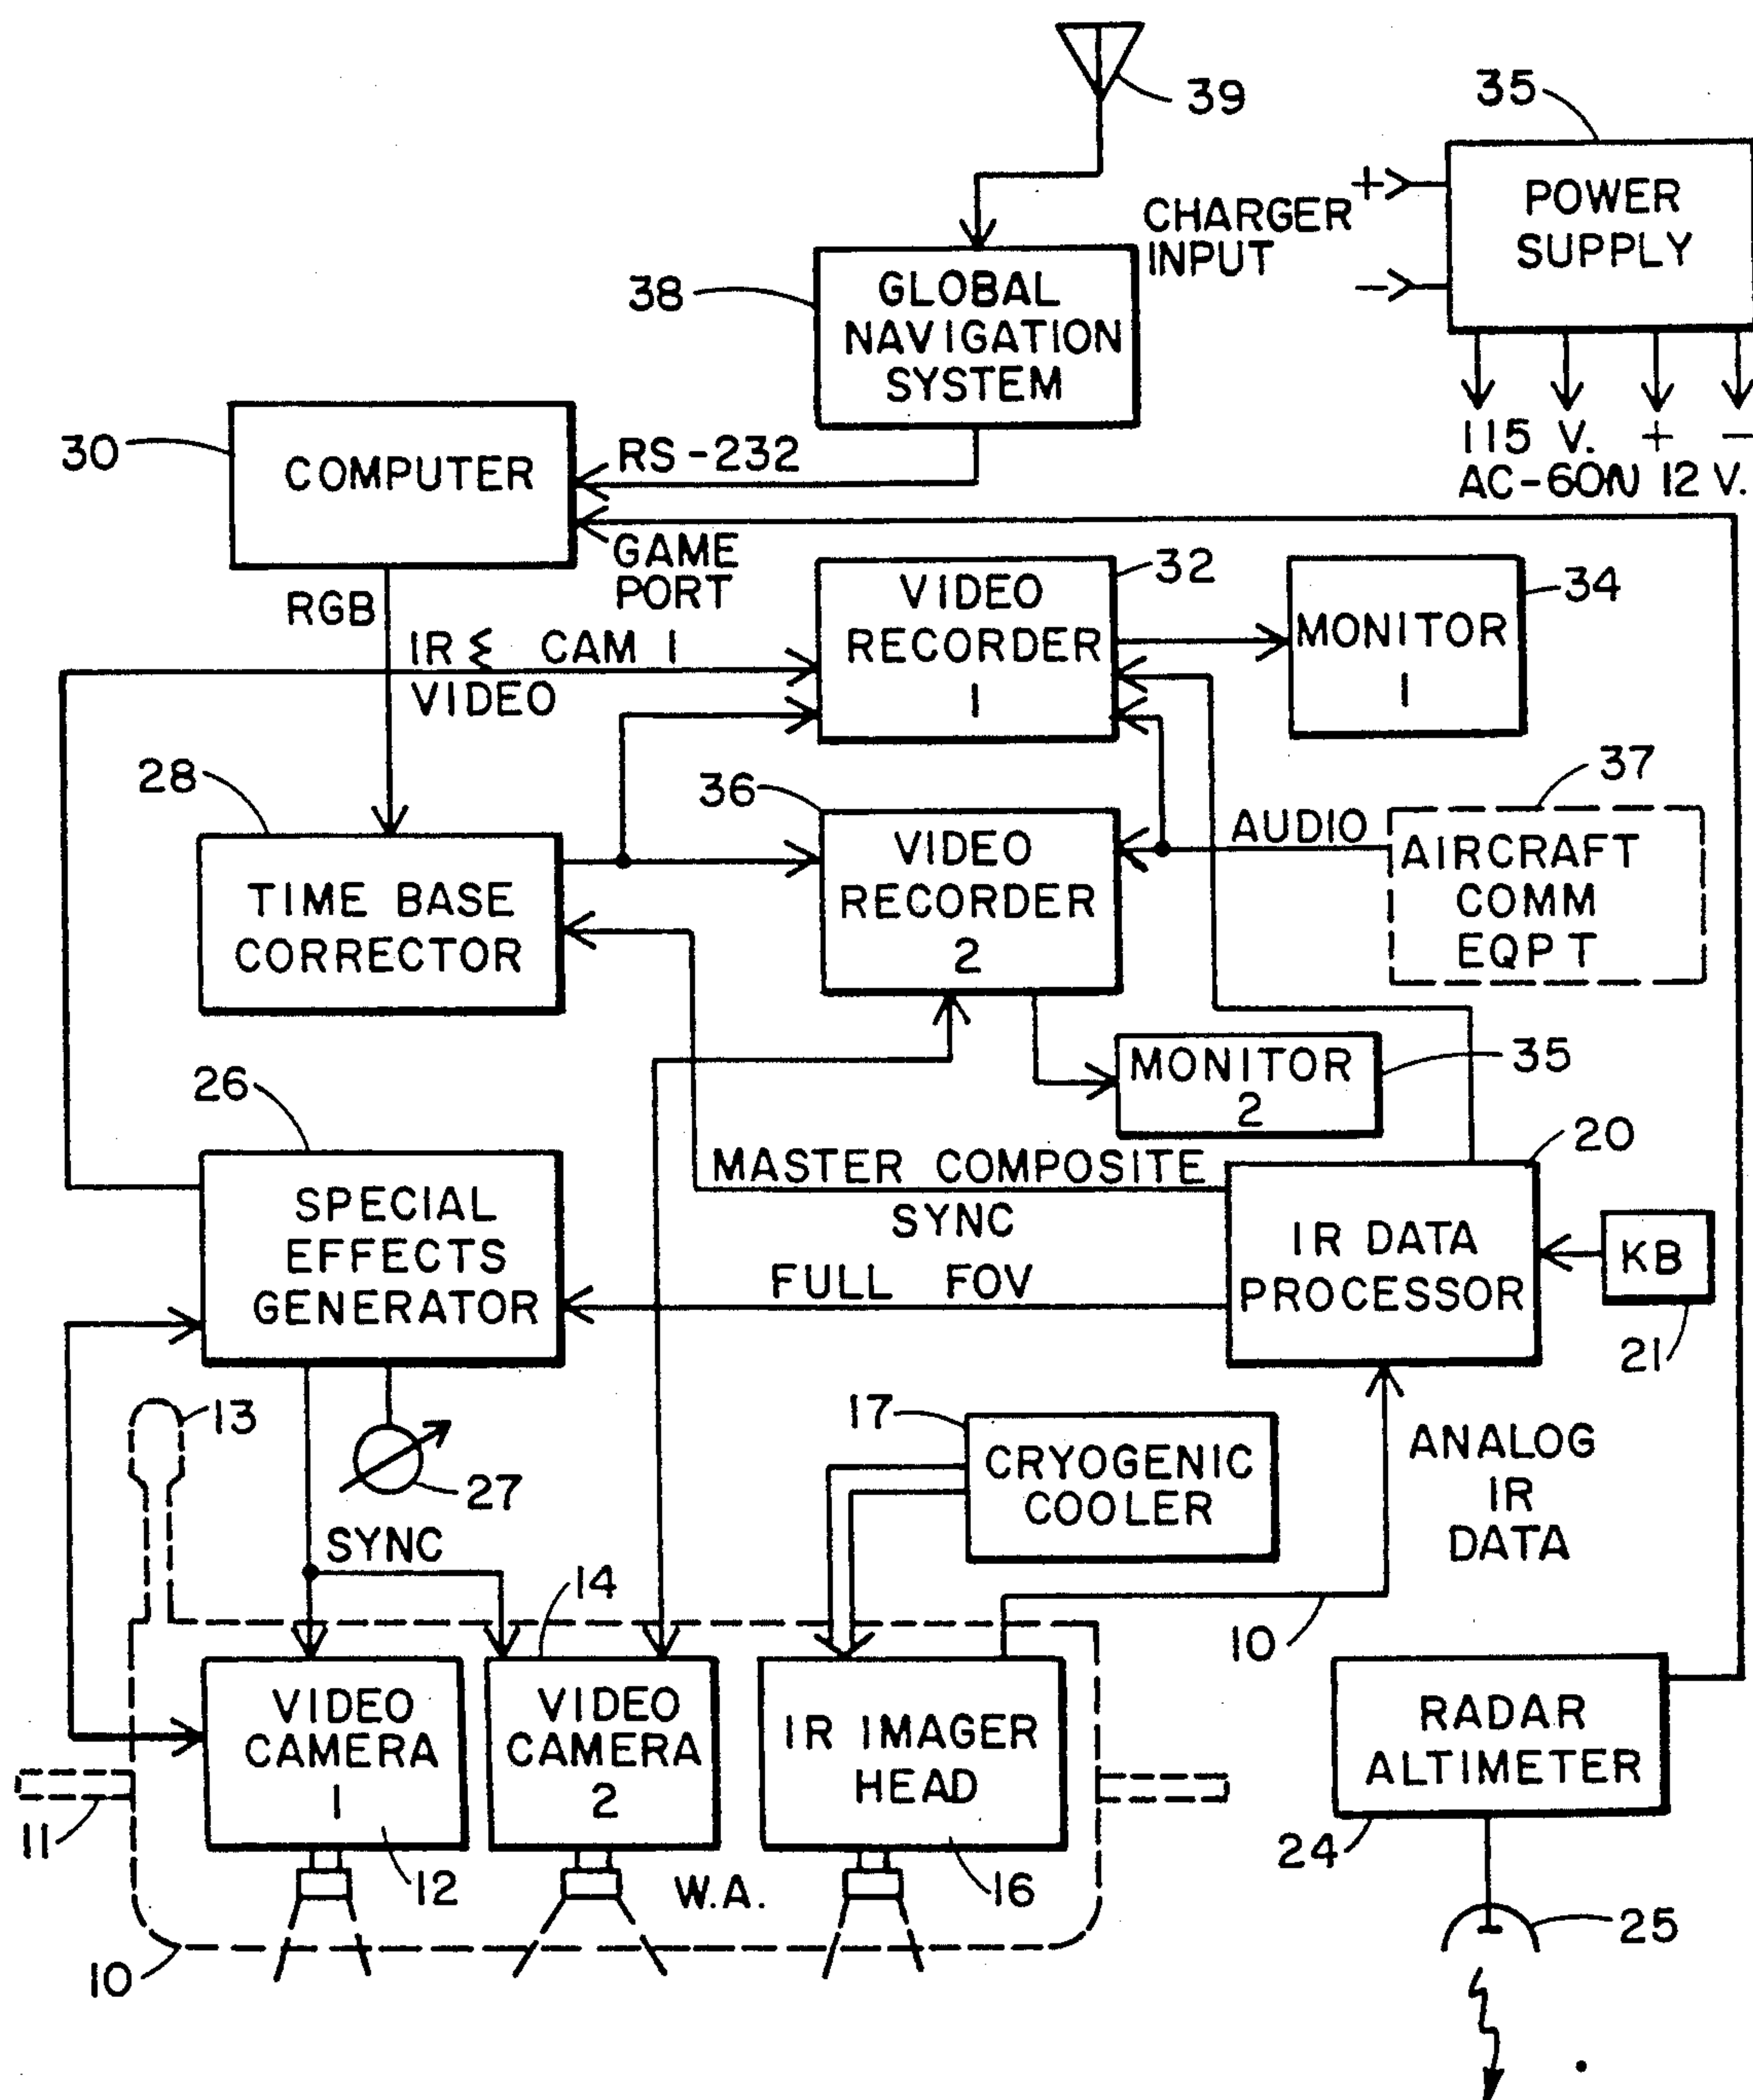 39
35
POWER
SUPPLY
+
CHARGER
INPUT
−
38
GLOBAL
NAVIGATION
SYSTEM
115 V. + −
AC-60~ 12 V.
30
COMPUTER
RS-232
GAME
PORT
RGB
IR & CAM 1
VIDEO
32
VIDEO
RECORDER
1
34
MONITOR
1
28
TIME BASE
CORRECTOR
36
VIDEO
RECORDER
2
AUDIO
37
AIRCRAFT
COMM
EQPT
MONITOR
2
35
26
SPECIAL
EFFECTS
GENERATOR
MASTER COMPOSITE
SYNC
FULL FOV
20
IR DATA
PROCESSOR
KB
21
13
27
SYNC
17
CRYOGENIC
COOLER
ANALOG
IR
DATA
14
10
VIDEO
CAMERA
1
VIDEO
CAMERA
2
IR IMAGER
HEAD
RADAR
ALTIMETER
11
12
W.A.
16
24
25
10